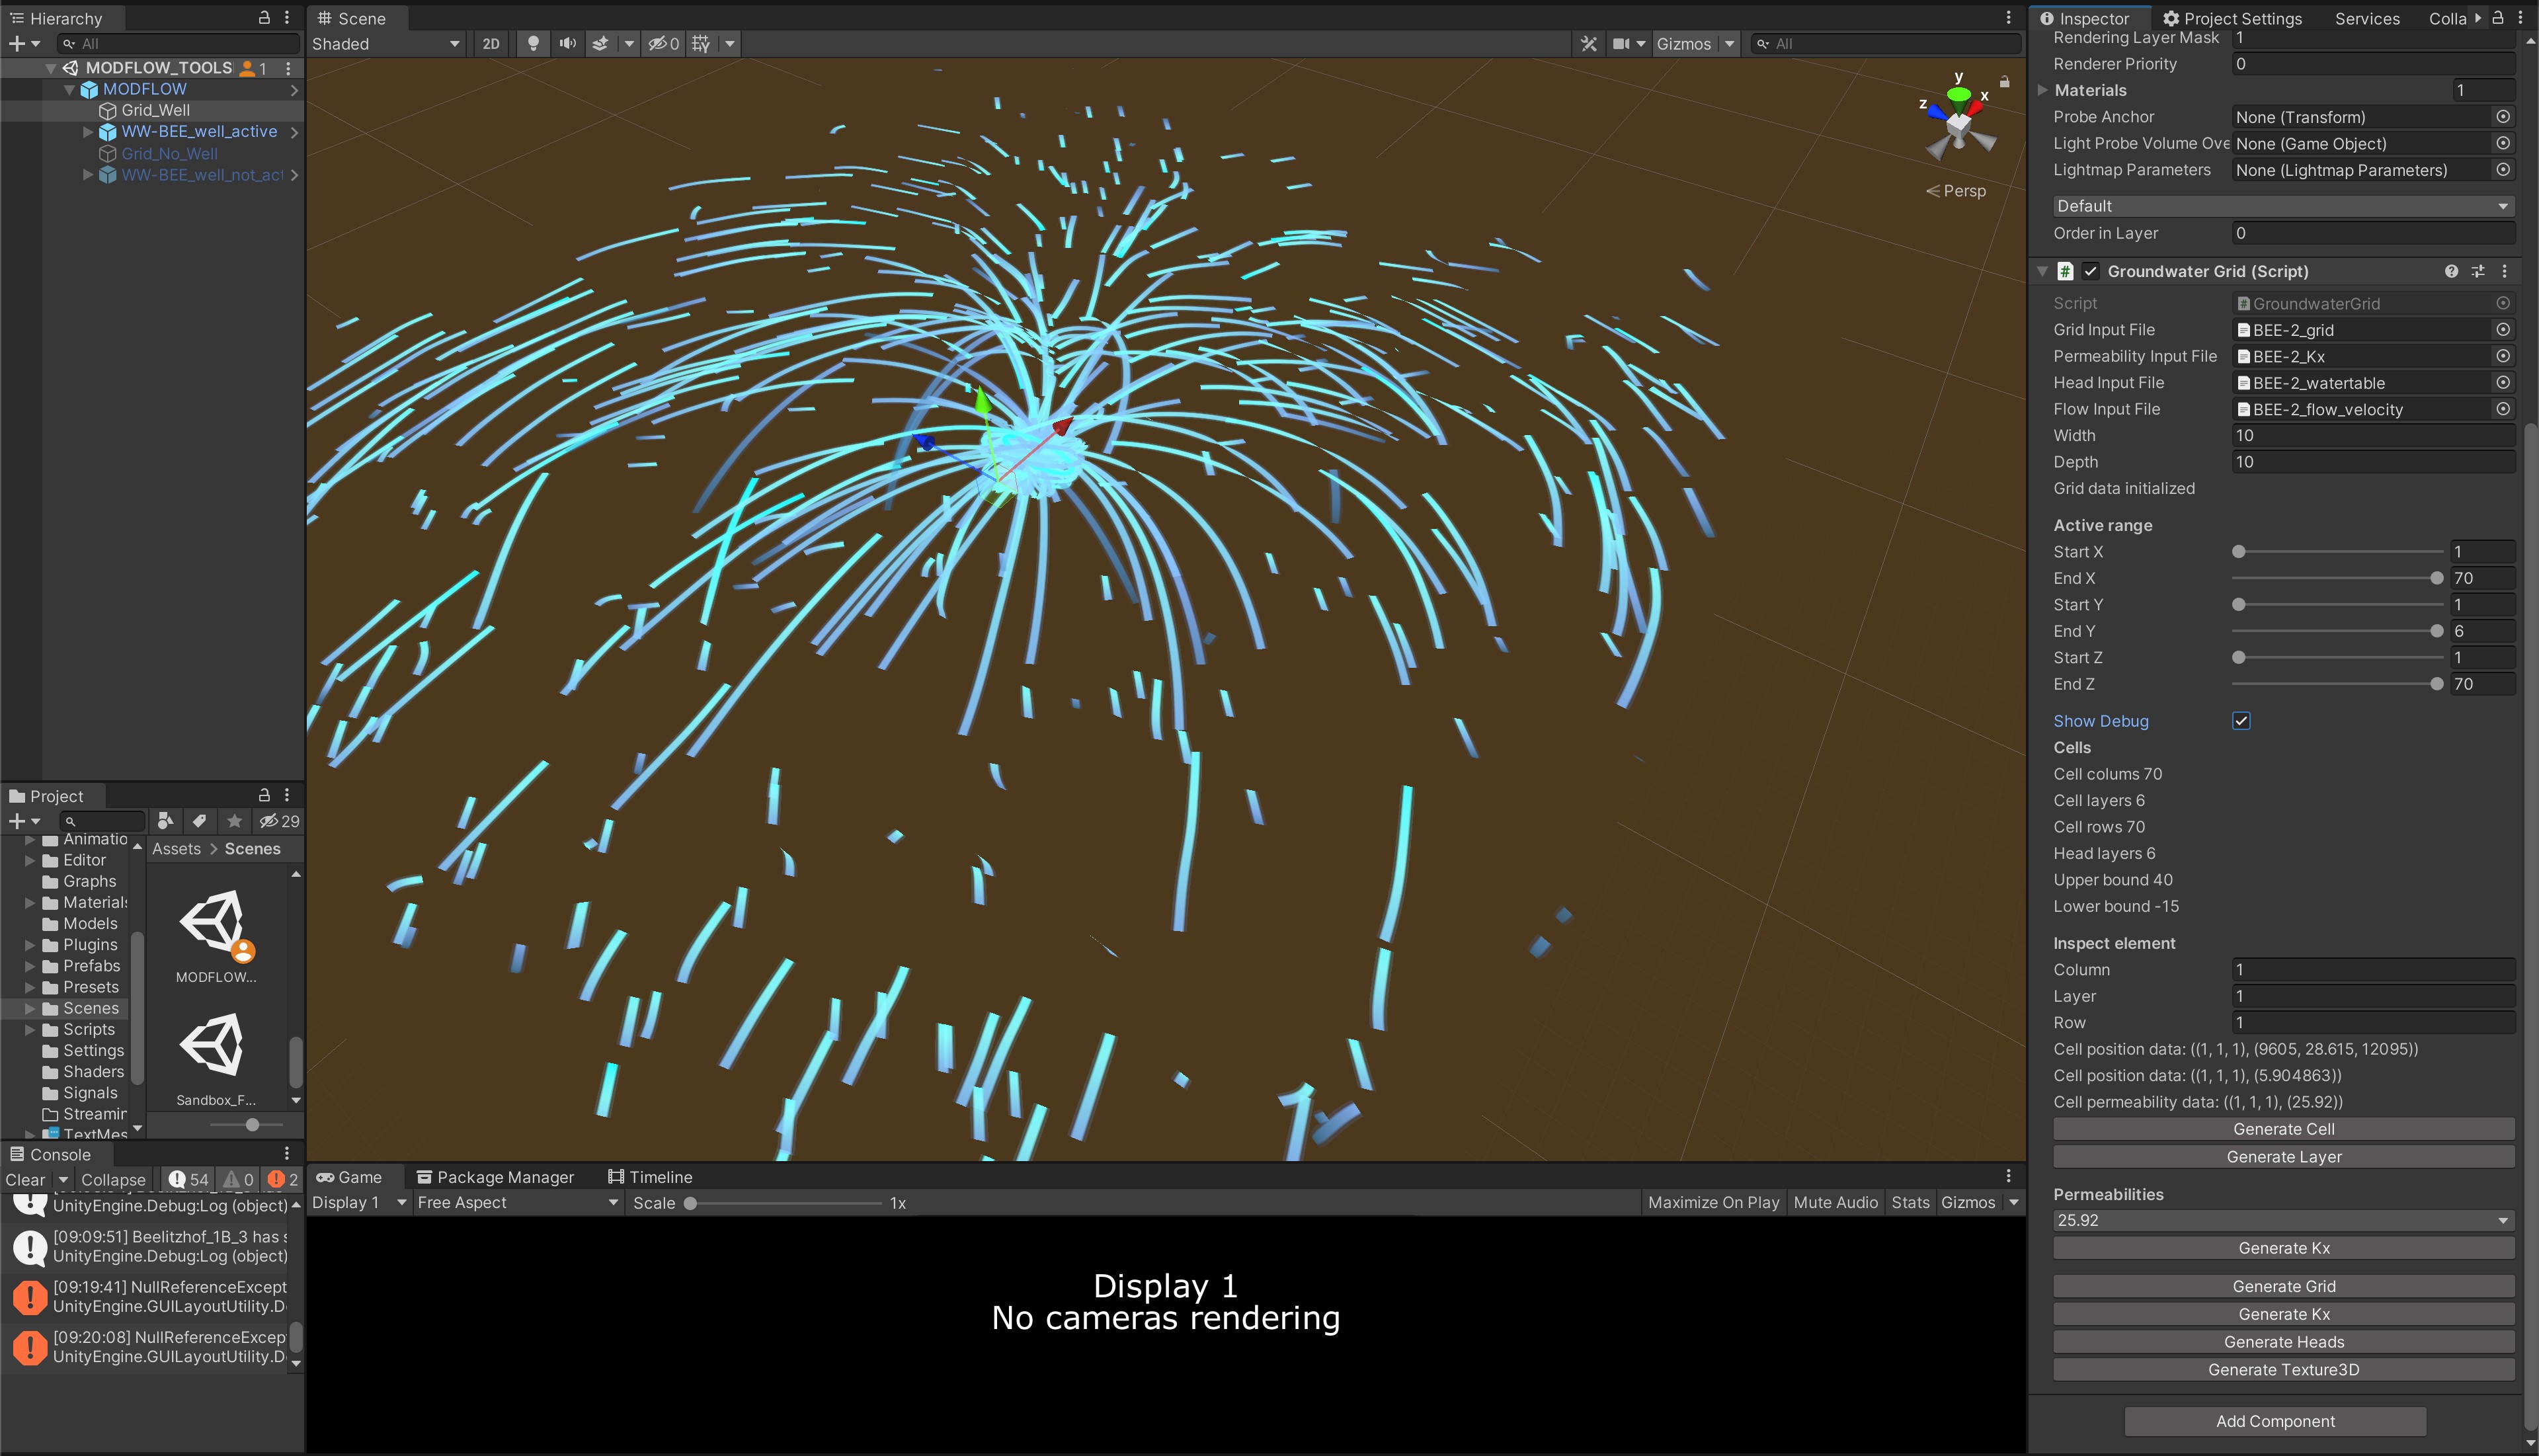 Hierarchy
All
MODFLOW_TOOLS 1
MODFLOW
Grid_Well
WW-BEE_well_active
Grid_No_Well
WW-BEE_well_not_act
Project
29
Animatio
Editor
Graphs
Materials
Models
Plugins
Prefabs
Presets
Scenes
Scripts
Settings
Shaders
Signals
Streamin
TextMes
Assets > Scenes
MODFLOW...
Sandbox_F...
Console
Clear Collapse 54 0 2
UnityEngine.Debug:Log (object)
[09:09:51] Beelitzhof_1B_3 has s
UnityEngine.Debug:Log (object)
[09:19:41] NullReferenceExcept
UnityEngine.GUILayoutUtility.D
[09:20:08] NullReferenceExcep
UnityEngine.GUILayoutUtility.D
Scene
Shaded 2D 0 Gizmos All
y
z x
Persp
Game Package Manager Timeline
Display 1 Free Aspect Scale 1x Maximize On Play Mute Audio Stats Gizmos
Display 1
No cameras rendering
Inspector Project Settings Services Colla
Rendering Layer Mask 1
Renderer Priority 0
Materials 1
Probe Anchor None (Transform)
Light Probe Volume Ove None (Game Object)
Lightmap Parameters None (Lightmap Parameters)
Default
Order in Layer 0
# Groundwater Grid (Script)
Script # GroundwaterGrid
Grid Input File BEE-2_grid
Permeability Input File BEE-2_Kx
Head Input File BEE-2_watertable
Flow Input File BEE-2_flow_velocity
Width 10
Depth 10
Grid data initialized
Active range
Start X 1
End X 70
Start Y 1
End Y 6
Start Z 1
End Z 70
Show Debug
Cells
Cell colums 70
Cell layers 6
Cell rows 70
Head layers 6
Upper bound 40
Lower bound -15
Inspect element
Column 1
Layer 1
Row 1
Cell position data: ((1, 1, 1), (9605, 28.615, 12095))
Cell position data: ((1, 1, 1), (5.904863))
Cell permeability data: ((1, 1, 1), (25.92))
Generate Cell
Generate Layer
Permeabilities
25.92
Generate Kx
Generate Grid
Generate Kx
Generate Heads
Generate Texture3D
Add Component